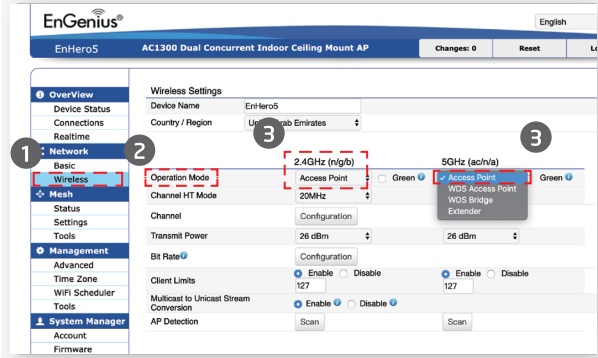 EnGenius®
English
EnHero5 AC1300 Dual Concurrent Indoor Ceiling Mount AP Changes: 0 Reset
OverView
Device Status
Connections
Realtime
Network
Basic
Wireless
Mesh
Status
Settings
Tools
Management
Advanced
Time Zone
WiFi Scheduler
Tools
System Manager
Account
Firmware
1
2
3
3
Wireless Settings
Device Name EnHero5
Country / Region Emirates
2.4GHz (n/g/b) 5GHz (ac/n/a)
Operation Mode Access Point Green ✓ Access Point Green
WDS Access Point
WDS Bridge
Extender
Channel HT Mode 20MHz
Channel Configuration
Transmit Power 26 dBm 26 dBm
Bit Rate Configuration
Client Limits Enable Disable Enable Disable
127 127
Multicast to Unicast Stream
Conversion Enable Disable
AP Detection Scan Scan